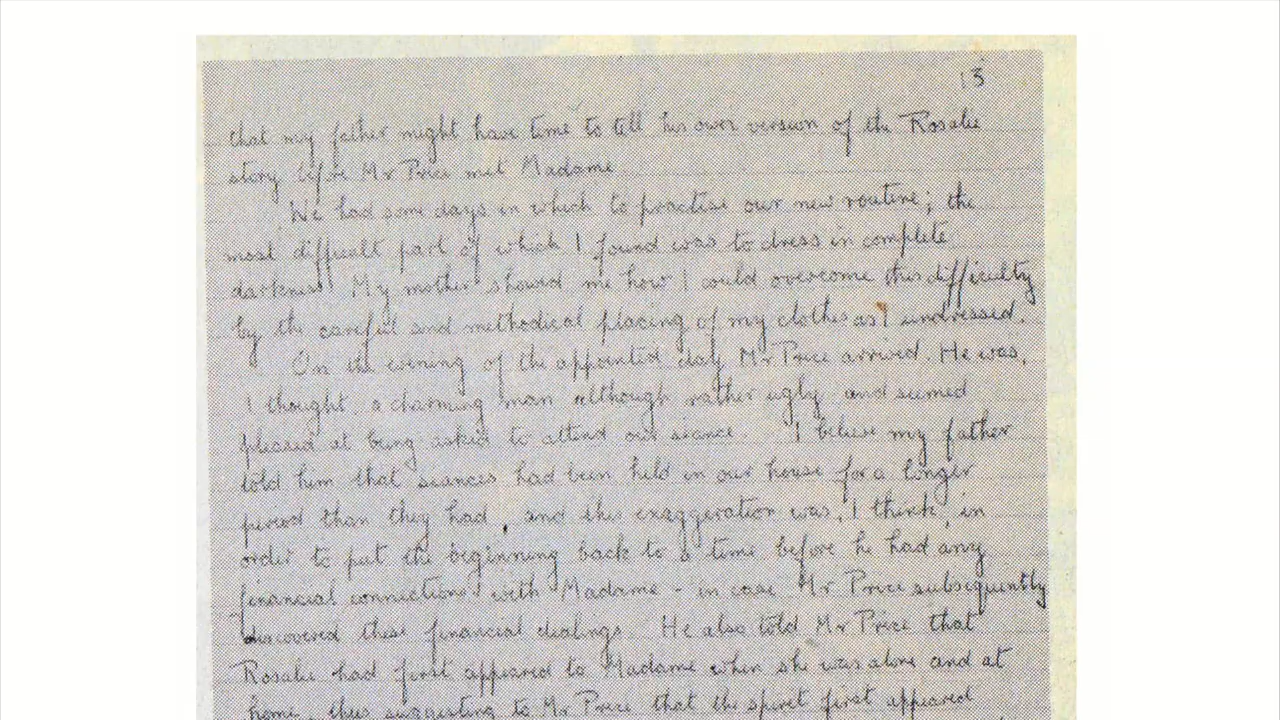 13
that my father might have time to tell his own version of the Rosalie
story before Mr Price met Madame.
We had some days in which to practise our new routine; the
most difficult part of which I found was to dress in complete
darkness. My mother showed me how I could overcome this difficulty
by the careful and methodical placing of my clothes as I undressed.
On the evening of the appointed day Mr Price arrived. He was,
I thought, a charming man although rather ugly and seemed
pleased at being asked to attend our seance. I believe my father
told him that seances had been held in our house for a longer
period than they had, and this exaggeration was, I think, in
order to put the beginning back to a time before he had any
financial connections with Madame - in case Mr Price subsequently
discovered these financial dealings. He also told Mr Price that
Rosalie had first appeared to Madame when she was alone and at
home, thus suggesting to Mr Price that the spirit first appeared